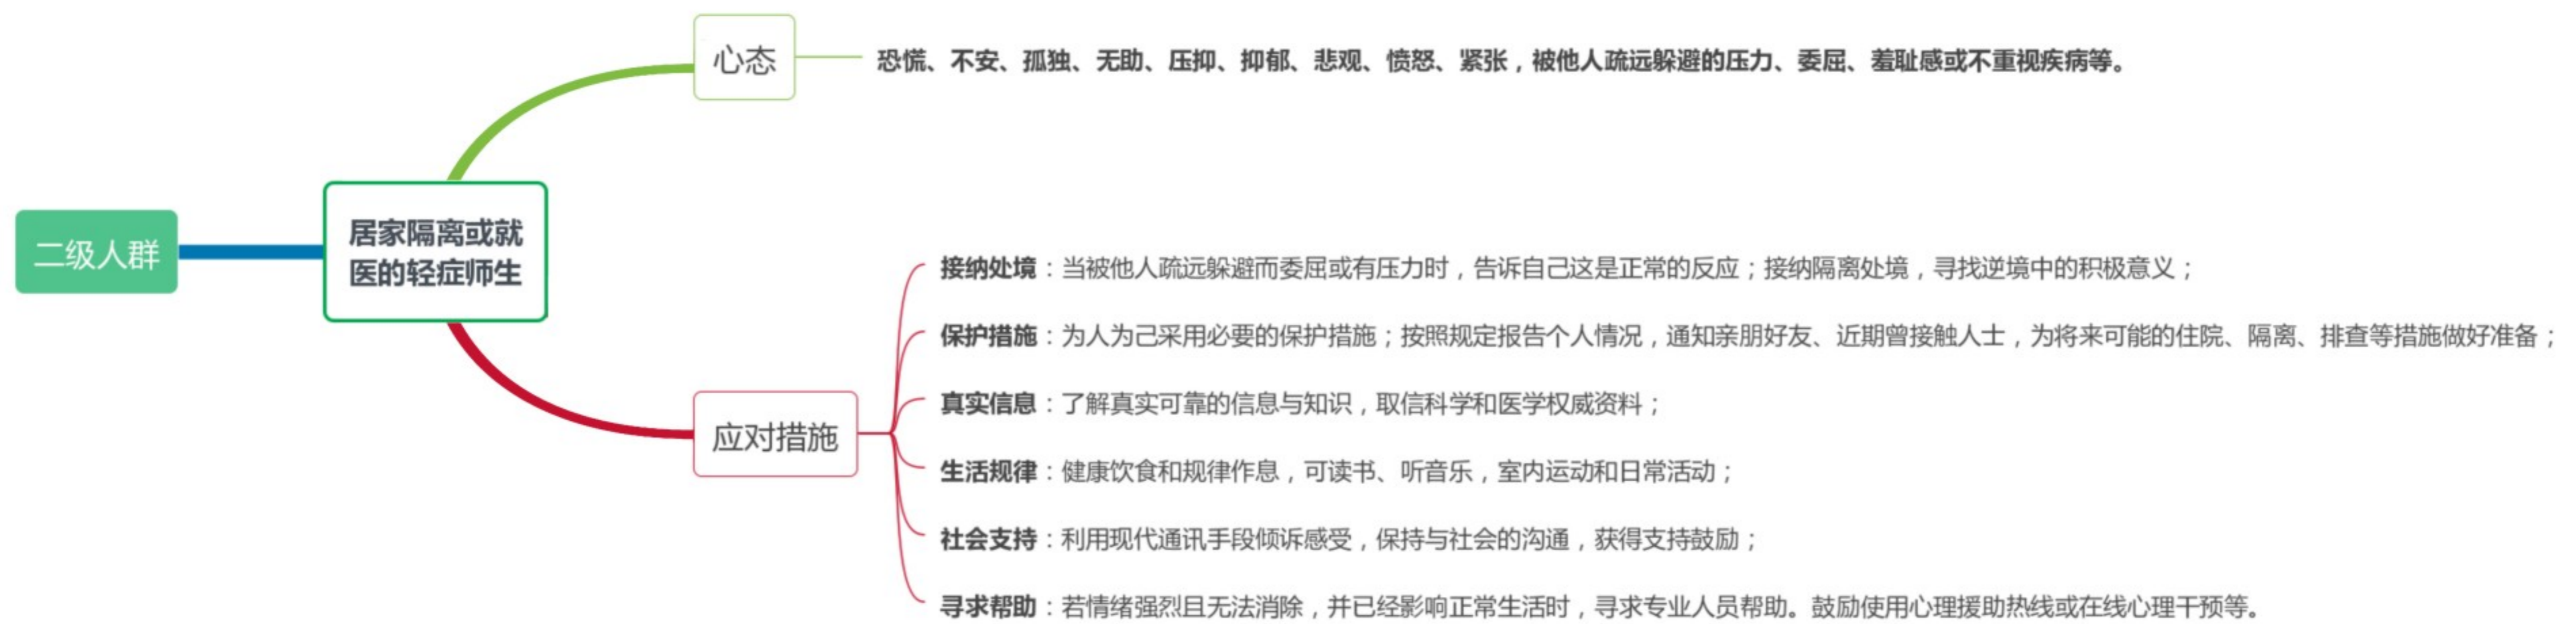 二级人群
居家隔离或就
医的轻症师生
心态
恐慌、不安、孤独、无助、压抑、抑郁、悲观、愤怒、紧张，被他人疏远躲避的压力、委屈、羞耻感或不重视疾病等。
应对措施
接纳处境：当被他人疏远躲避而委屈或有压力时，告诉自己这是正常的反应；接纳隔离处境，寻找逆境中的积极意义；
保护措施：为人为己采用必要的保护措施；按照规定报告个人情况，通知亲朋好友、近期曾接触人士，为将来可能的住院、隔离、排查等措施做好准备；
真实信息：了解真实可靠的信息与知识，取信科学和医学权威资料；
生活规律：健康饮食和规律作息，可读书、听音乐，室内运动和日常活动；
社会支持：利用现代通讯手段倾诉感受，保持与社会的沟通，获得支持鼓励；
寻求帮助：若情绪强烈且无法消除，并已经影响正常生活时，寻求专业人员帮助。鼓励使用心理援助热线或在线心理干预等。